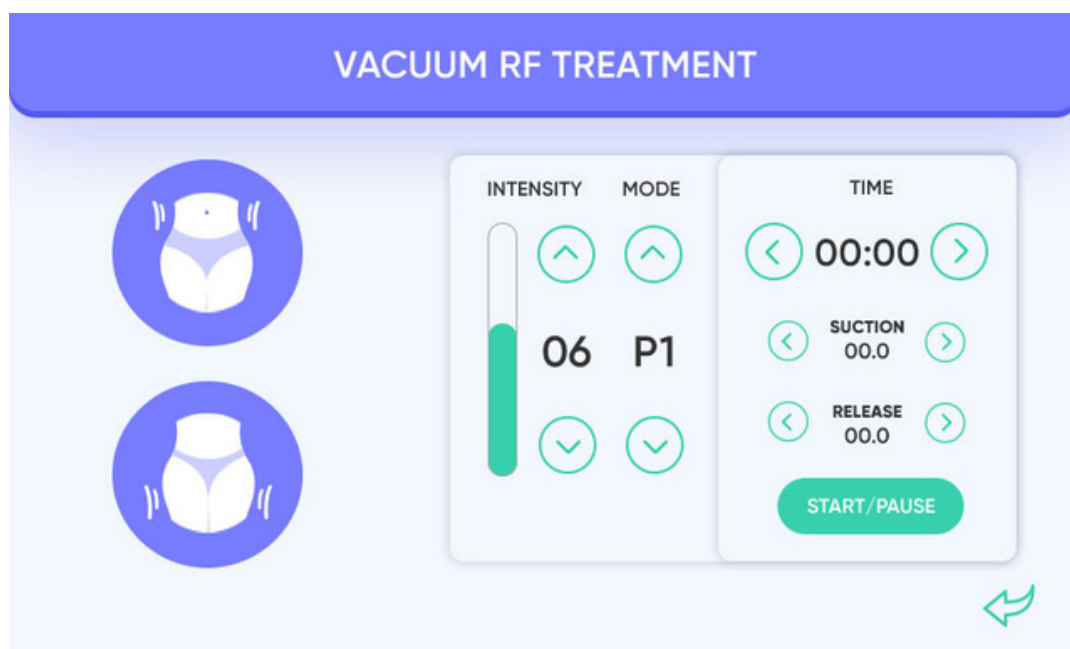 VACUUM RF TREATMENT
INTENSITY MODE
06 P1
TIME
00:00
SUCTION
00.0
RELEASE
00.0
START/PAUSE